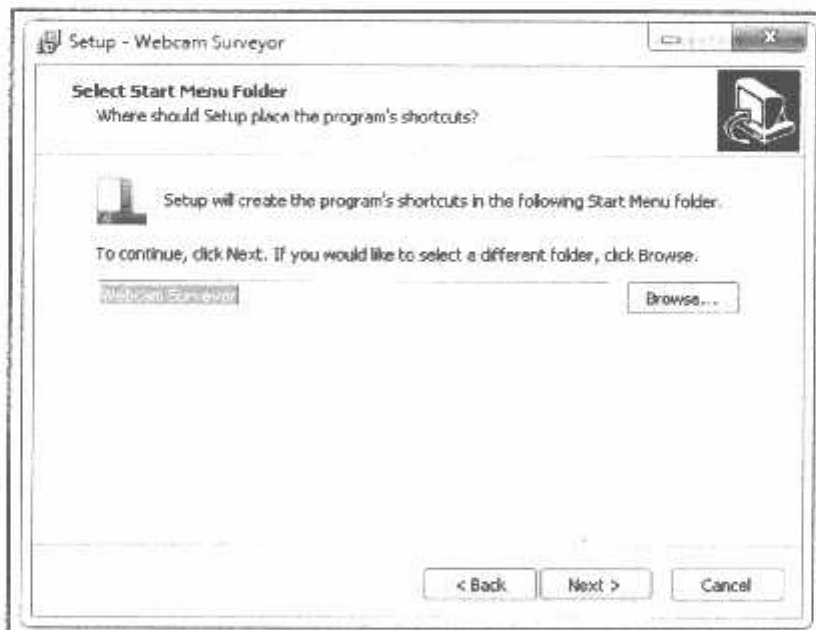 Setup - Webcam Surveyor
Select Start Menu Folder
Where should Setup place the program's shortcuts?
Setup will create the program's shortcuts in the following Start Menu folder.
To continue, click Next. If you would like to select a different folder, click Browse.
Webcam Surveyor
Browse...
< Back
Next >
Cancel